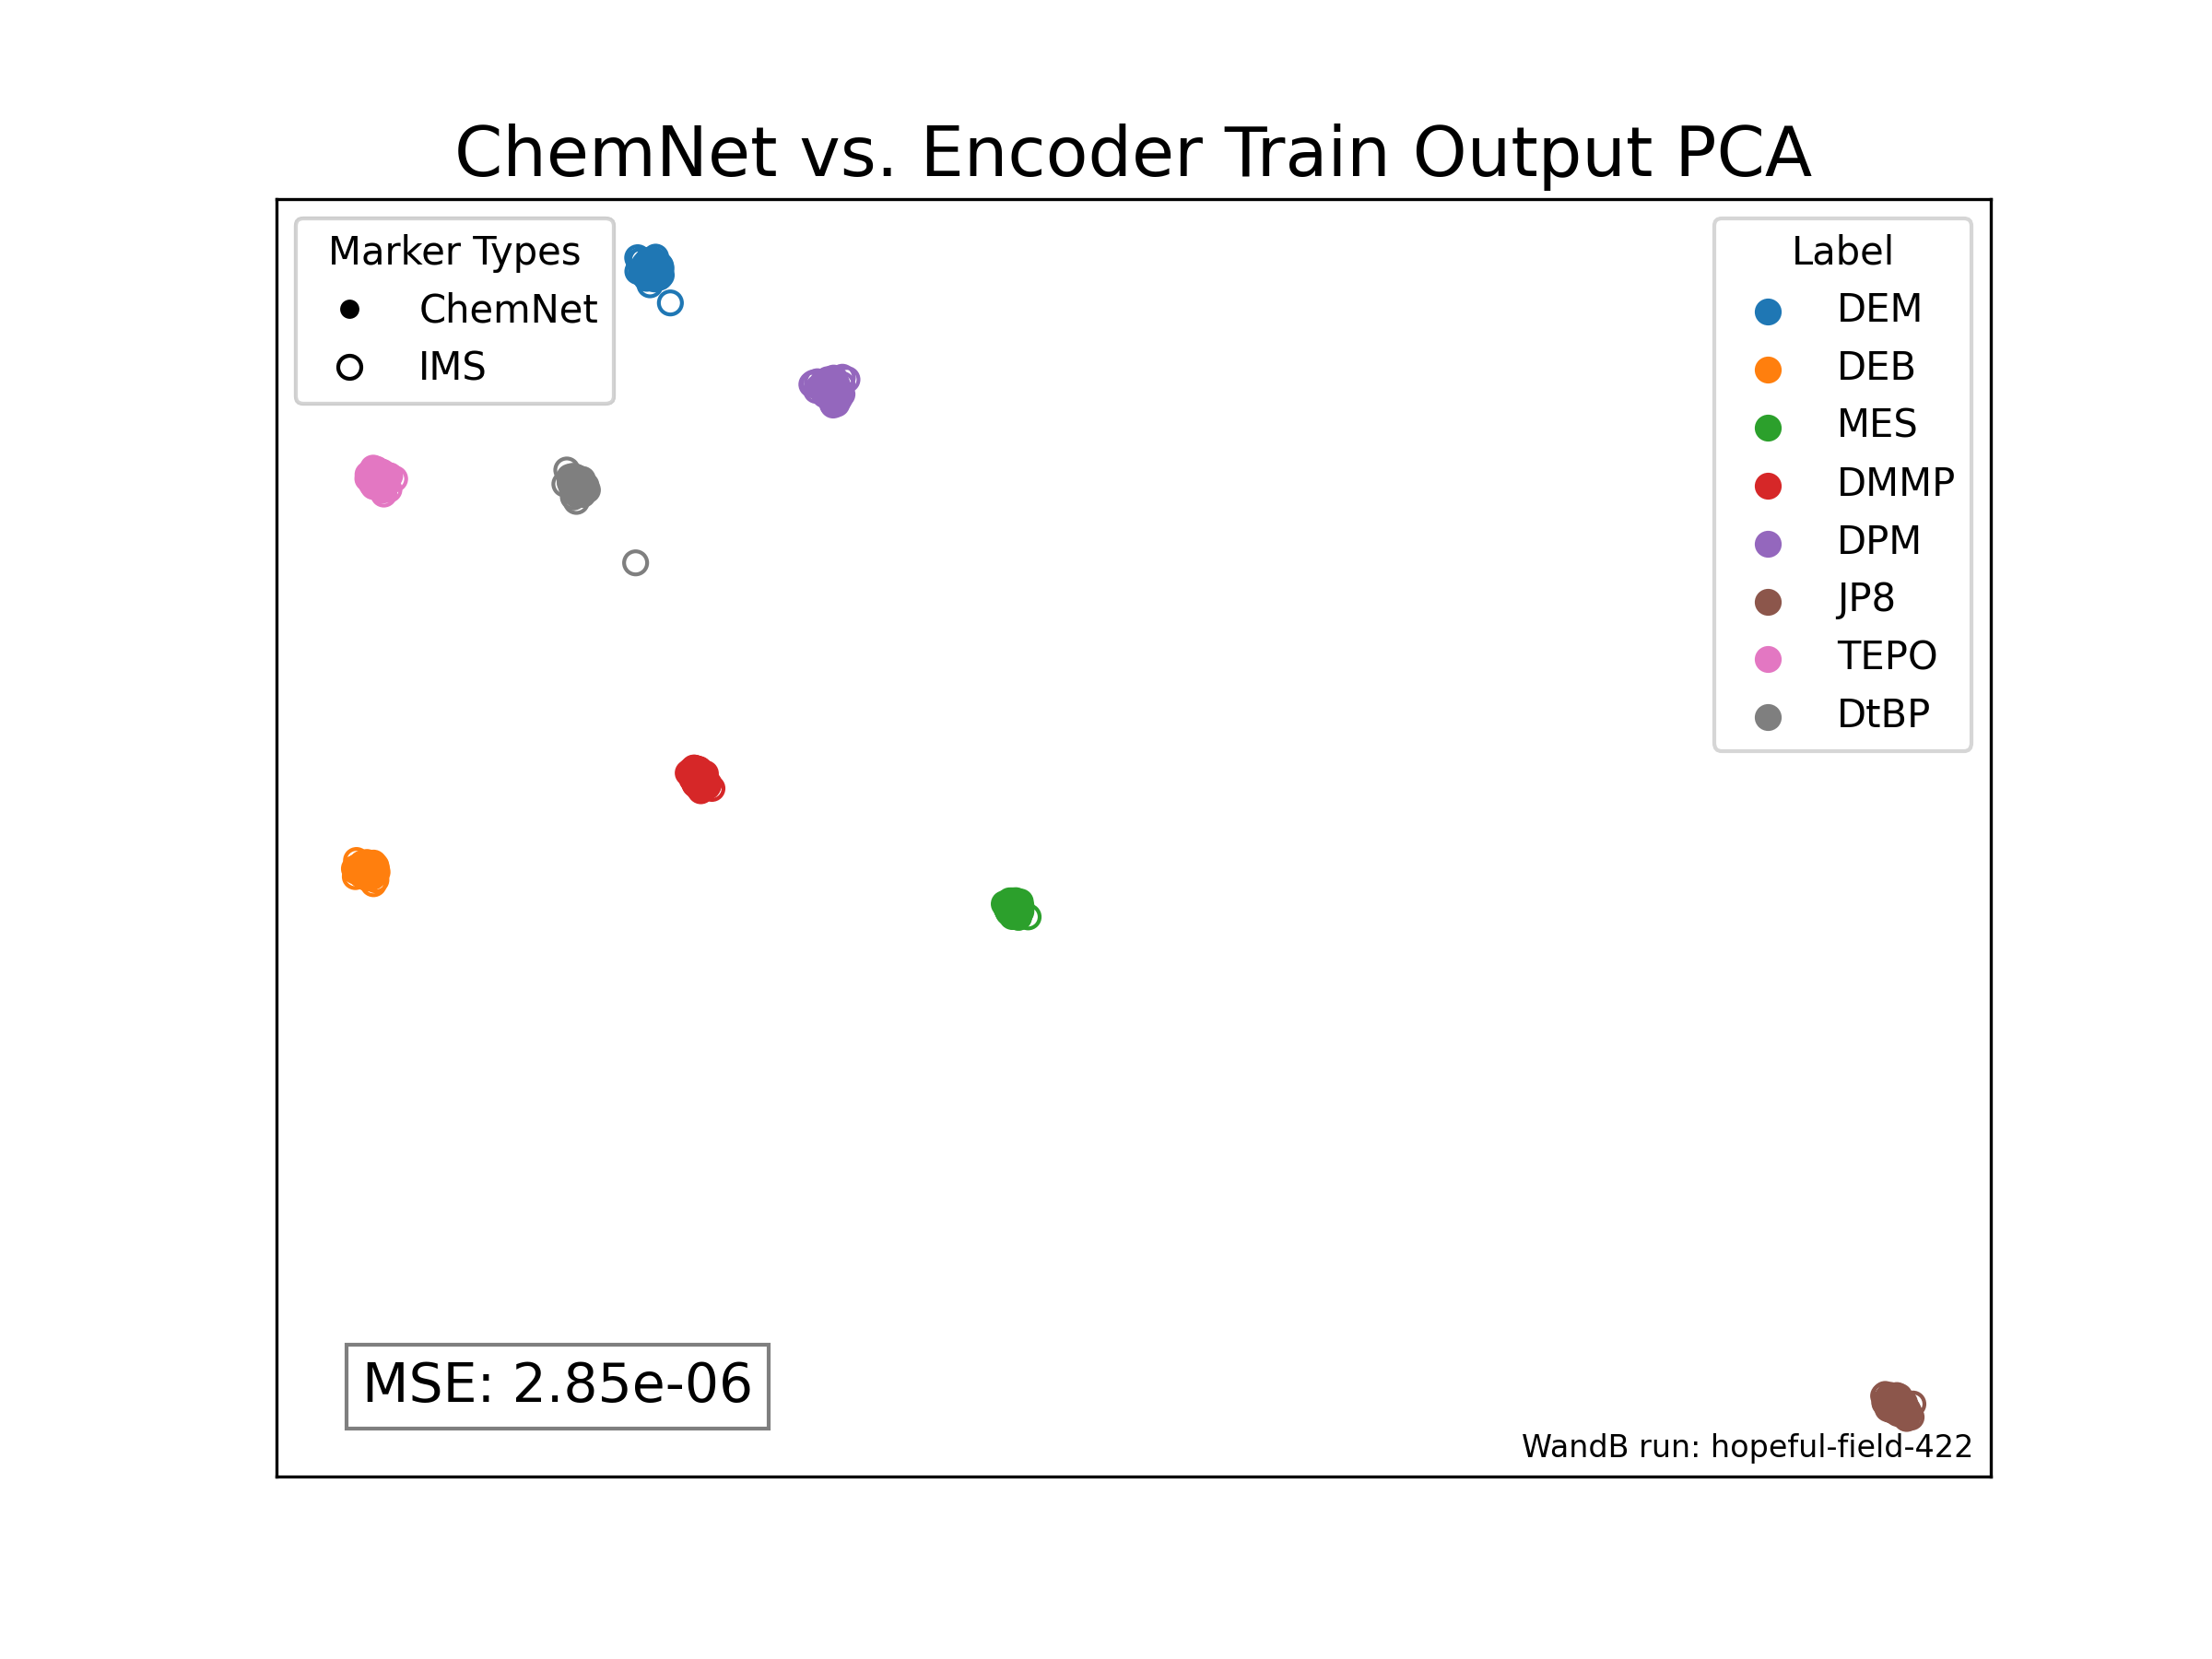 ChemNet vs. Encoder Train Output PCA
Marker Types
ChemNet
IMS
Label
DEM
DEB
MES
DMMP
DPM
JP8
TEPO
DtBP
MSE: 2.85e-06
WandB run: hopeful-field-422